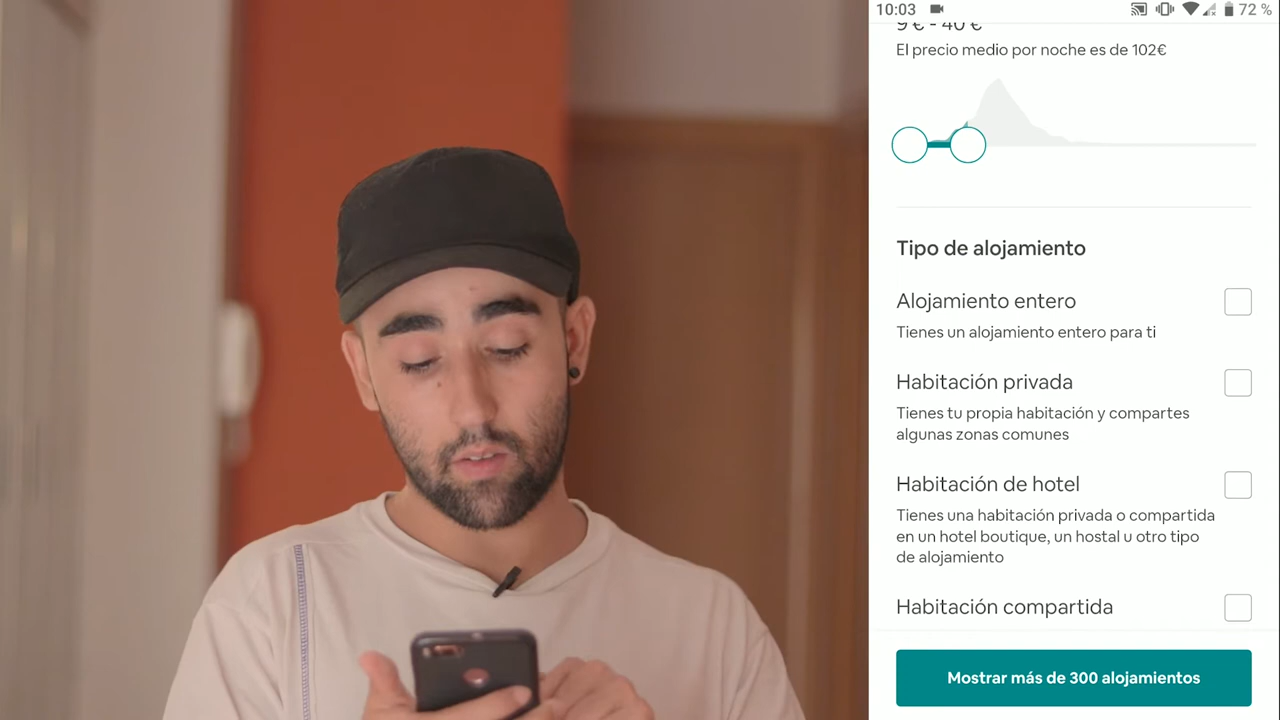 10:03
72 %
9 € - 40 €
El precio medio por noche es de 102€
Tipo de alojamiento
Alojamiento entero
Tienes un alojamiento entero para ti
Habitación privada
Tienes tu propia habitación y compartes
algunas zonas comunes
Habitación de hotel
Tienes una habitación privada o compartida
en un hotel boutique, un hostal u otro tipo
de alojamiento
Habitación compartida
Mostrar más de 300 alojamientos